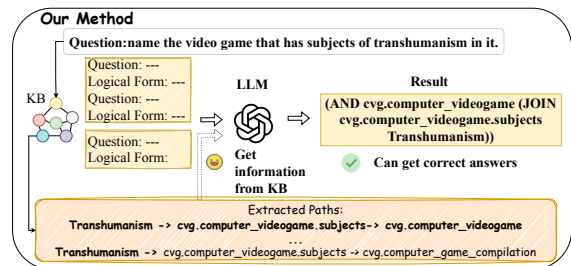 Our Method
Question:name the video game that has subjects of transhumanism in it.
KB
Question: ---
Logical Form: ---
Question: ---
Logical Form: ---
Question: ---
Logical Form:
LLM
Get
information
from KB
Result
(AND cvg.computer_videogame (JOIN
cvg.computer_videogame.subjects
Transhumanism))
Can get correct answers
Extracted Paths:
Transhumanism -> cvg.computer_videogame.subjects-> cvg.computer_videogame
...
Transhumanism -> cvg.computer_videogame.subjects -> cvg.computer_game_compilation